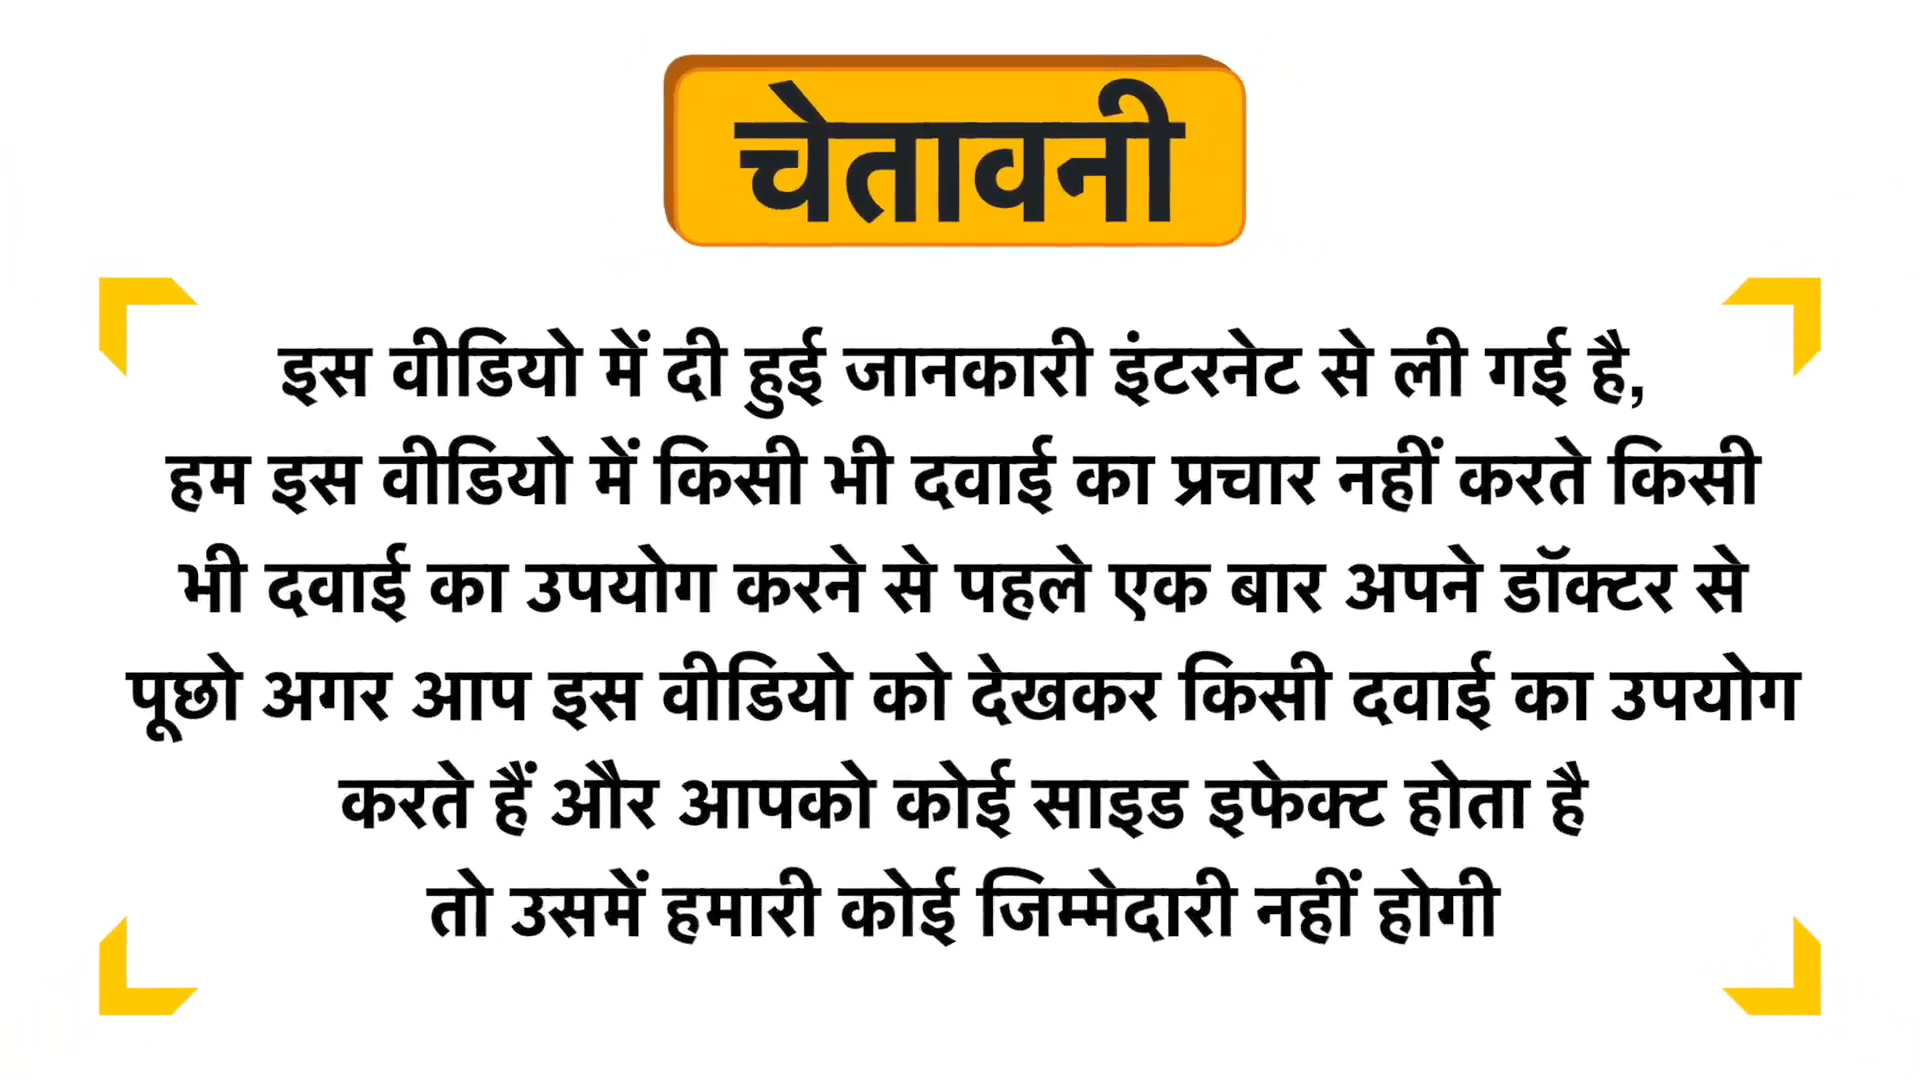 चेतावनी
इस वीडियो में दी हुई जानकारी इंटरनेट से ली गई है,
हम इस वीडियो में किसी भी दवाई का प्रचार नहीं करते किसी
भी दवाई का उपयोग करने से पहले एक बार अपने डॉक्टर से
पूछो अगर आप इस वीडियो को देखकर किसी दवाई का उपयोग
करते हैं और आपको कोई साइड इफेक्ट होता है
तो उसमें हमारी कोई जिम्मेदारी नहीं होगी